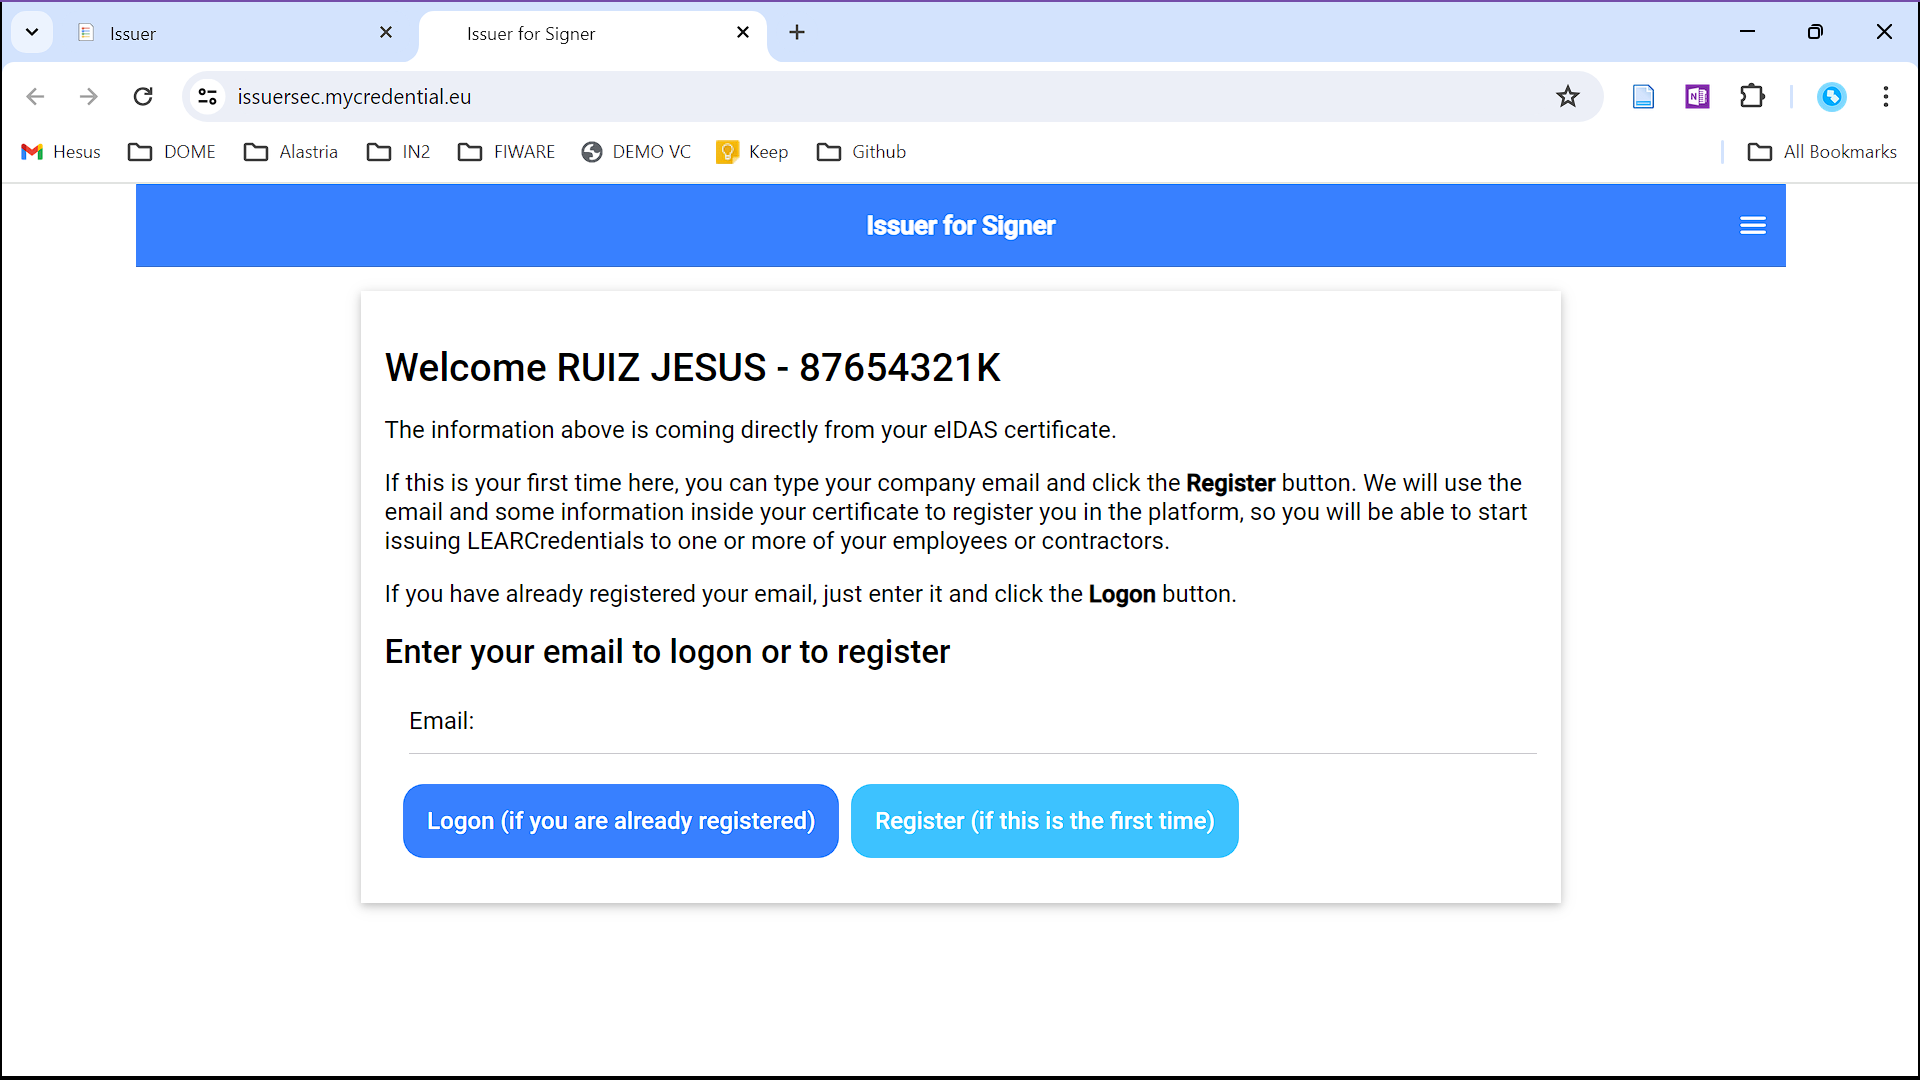 Issuer
Issuer for Signer
issuersec.mycredential.eu
Hesus DOME Alastria IN2 FIWARE DEMO VC Keep Github All Bookmarks
Issuer for Signer
Welcome RUIZ JESUS - 87654321K
The information above is coming directly from your eIDAS certificate.
If this is your first time here, you can type your company email and click the Register button. We will use the
email and some information inside your certificate to register you in the platform, so you will be able to start
issuing LEARCredentials to one or more of your employees or contractors.
If you have already registered your email, just enter it and click the Logon button.
Enter your email to logon or to register
Email:
Logon (if you are already registered) Register (if this is the first time)